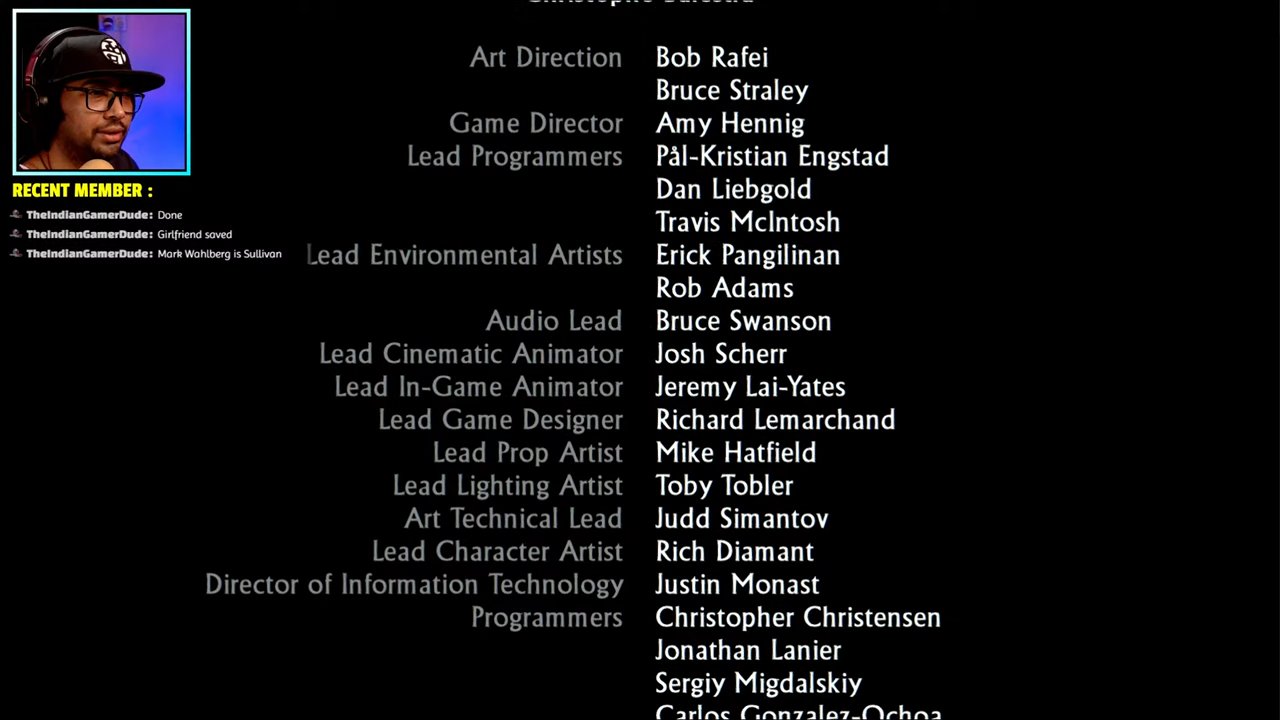 Art Direction Bob Rafei
Bruce Straley
Game Director Amy Hennig
Lead Programmers Pål-Kristian Engstad
Dan Liebgold
Travis McIntosh
Lead Environmental Artists Erick Pangilinan
Rob Adams
Audio Lead Bruce Swanson
Lead Cinematic Animator Josh Scherr
Lead In-Game Animator Jeremy Lai-Yates
Lead Game Designer Richard Lemarchand
Lead Prop Artist Mike Hatfield
Lead Lighting Artist Toby Tobler
Art Technical Lead Judd Simantov
Lead Character Artist Rich Diamant
Director of Information Technology Justin Monast
Programmers Christopher Christensen
Jonathan Lanier
Sergiy Migdalskiy
Carlos Gonzalez-Ochoa
RECENT MEMBER :
TheIndianGamerDude: Done
TheIndianGamerDude: Girlfriend saved
TheIndianGamerDude: Mark Wahlberg is Sullivan